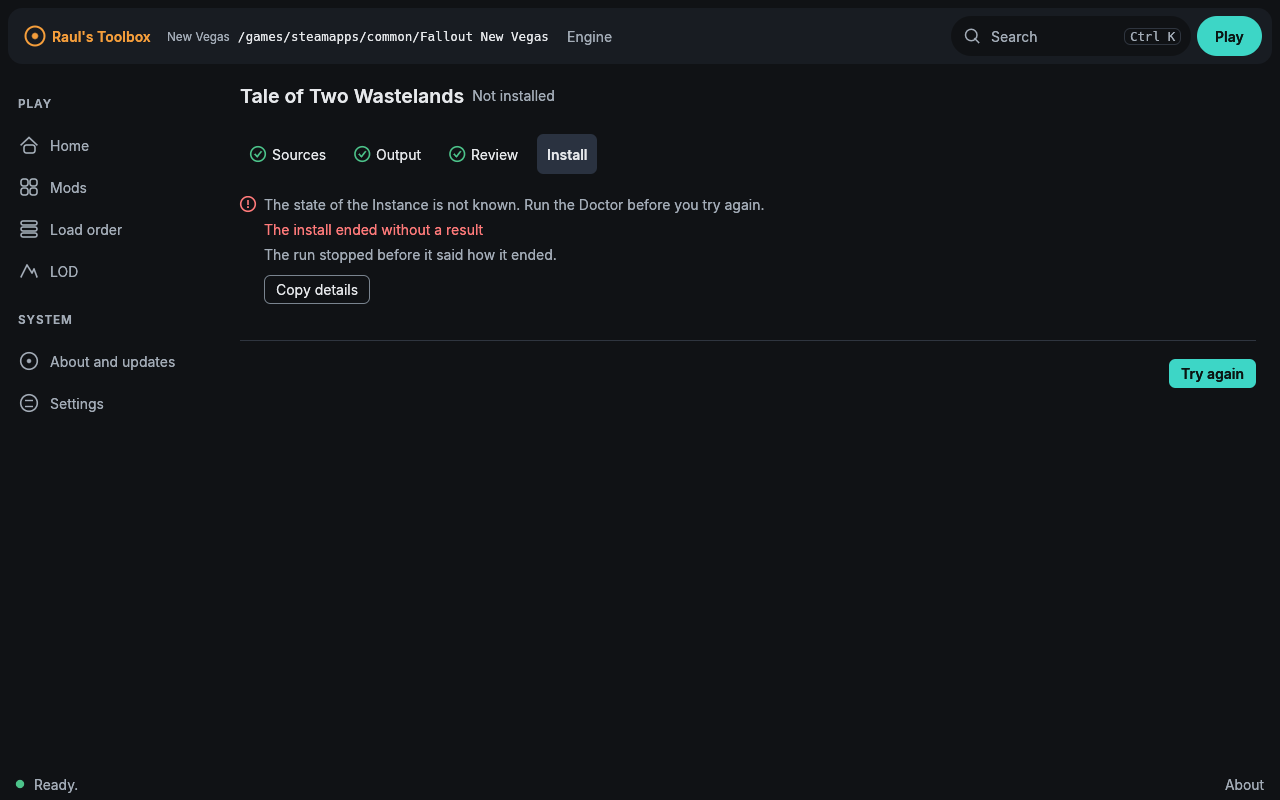 Raul's Toolbox New Vegas /games/steamapps/common/Fallout New Vegas Engine Search Ctrl K Play
PLAY
Home
Mods
Load order
LOD
SYSTEM
About and updates
Settings
Tale of Two Wastelands Not installed
Sources Output Review Install
The state of the Instance is not known. Run the Doctor before you try again.
The install ended without a result
The run stopped before it said how it ended.
Copy details
Try again
Ready. About